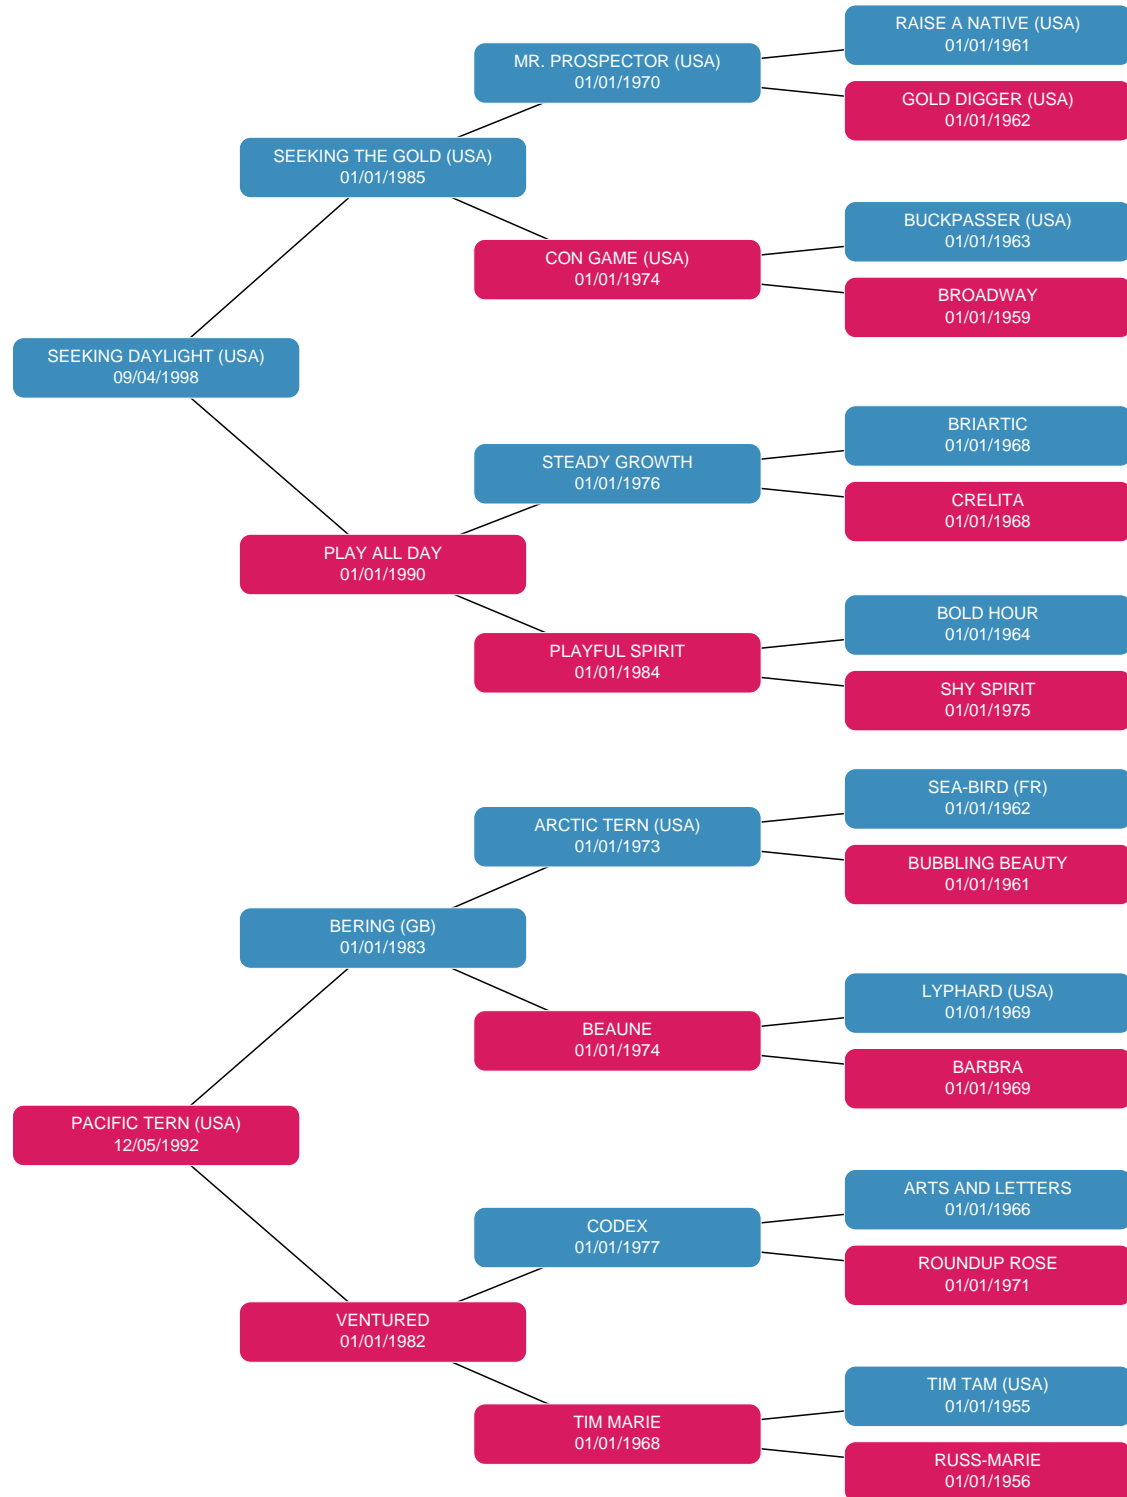 RAISE A NATIVE (USA)
01/01/1961
MR. PROSPECTOR (USA)
01/01/1970
GOLD DIGGER (USA)
01/01/1962
SEEKING THE GOLD (USA)
01/01/1985
BUCKPASSER (USA)
01/01/1963
CON GAME (USA)
01/01/1974
BROADWAY
01/01/1959
SEEKING DAYLIGHT (USA)
09/04/1998
BRIARTIC
01/01/1968
STEADY GROWTH
01/01/1976
CRELITA
01/01/1968
PLAY ALL DAY
01/01/1990
BOLD HOUR
01/01/1964
PLAYFUL SPIRIT
01/01/1984
SHY SPIRIT
01/01/1975
SEA-BIRD (FR)
01/01/1962
ARCTIC TERN (USA)
01/01/1973
BUBBLING BEAUTY
01/01/1961
BERING (GB)
01/01/1983
LYPHARD (USA)
01/01/1969
BEAUNE
01/01/1974
BARBRA
01/01/1969
PACIFIC TERN (USA)
12/05/1992
ARTS AND LETTERS
01/01/1966
CODEX
01/01/1977
ROUNDUP ROSE
01/01/1971
VENTURED
01/01/1982
TIM TAM (USA)
01/01/1955
TIM MARIE
01/01/1968
RUSS-MARIE
01/01/1956